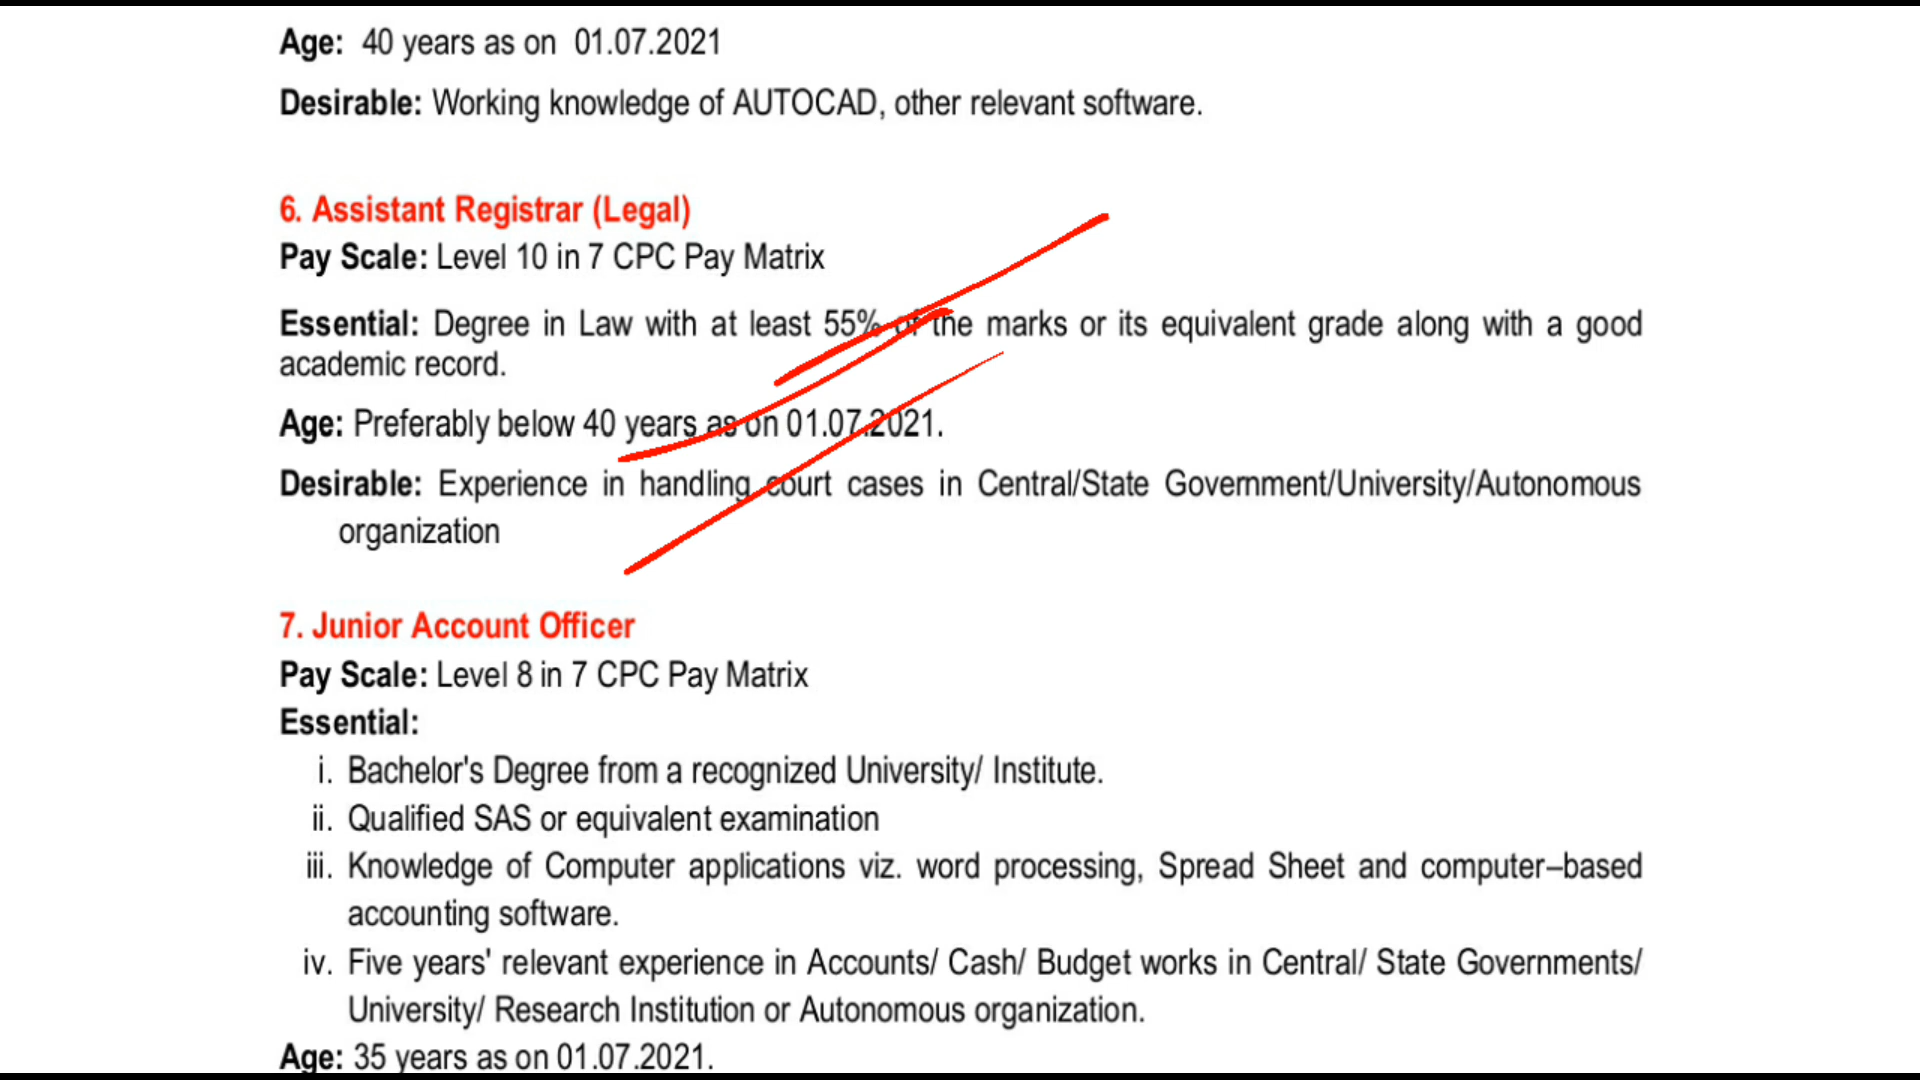 Age: 40 years as on 01.07.2021
Desirable: Working knowledge of AUTOCAD, other relevant software.
6. Assistant Registrar (Legal)
Pay Scale: Level 10 in 7 CPC Pay Matrix
Essential: Degree in Law with at least 55% of the marks or its equivalent grade along with a good
academic record.
Age: Preferably below 40 years as on 01.07.2021.
Desirable: Experience in handling court cases in Central/State Government/University/Autonomous
organization
7. Junior Account Officer
Pay Scale: Level 8 in 7 CPC Pay Matrix
Essential:
i. Bachelor's Degree from a recognized University/ Institute.
ii. Qualified SAS or equivalent examination
iii. Knowledge of Computer applications viz. word processing, Spread Sheet and computer–based
accounting software.
iv. Five years' relevant experience in Accounts/ Cash/ Budget works in Central/ State Governments/
University/ Research Institution or Autonomous organization.
Age: 35 years as on 01.07.2021.